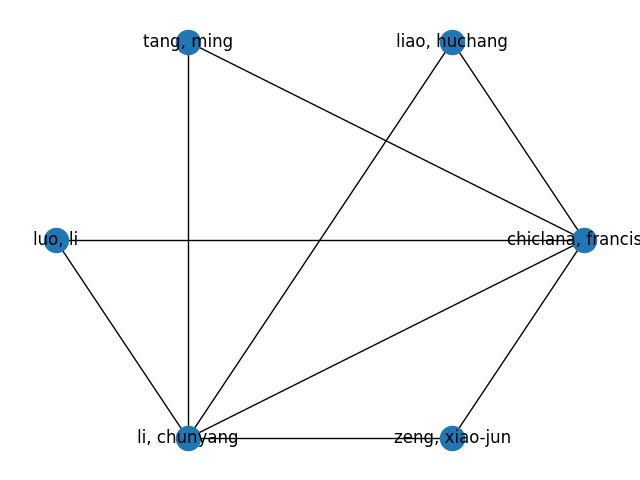 tang, ming
liao, huchang
luo, li
chiclana, francis
li, chunyang
zeng, xiao-jun